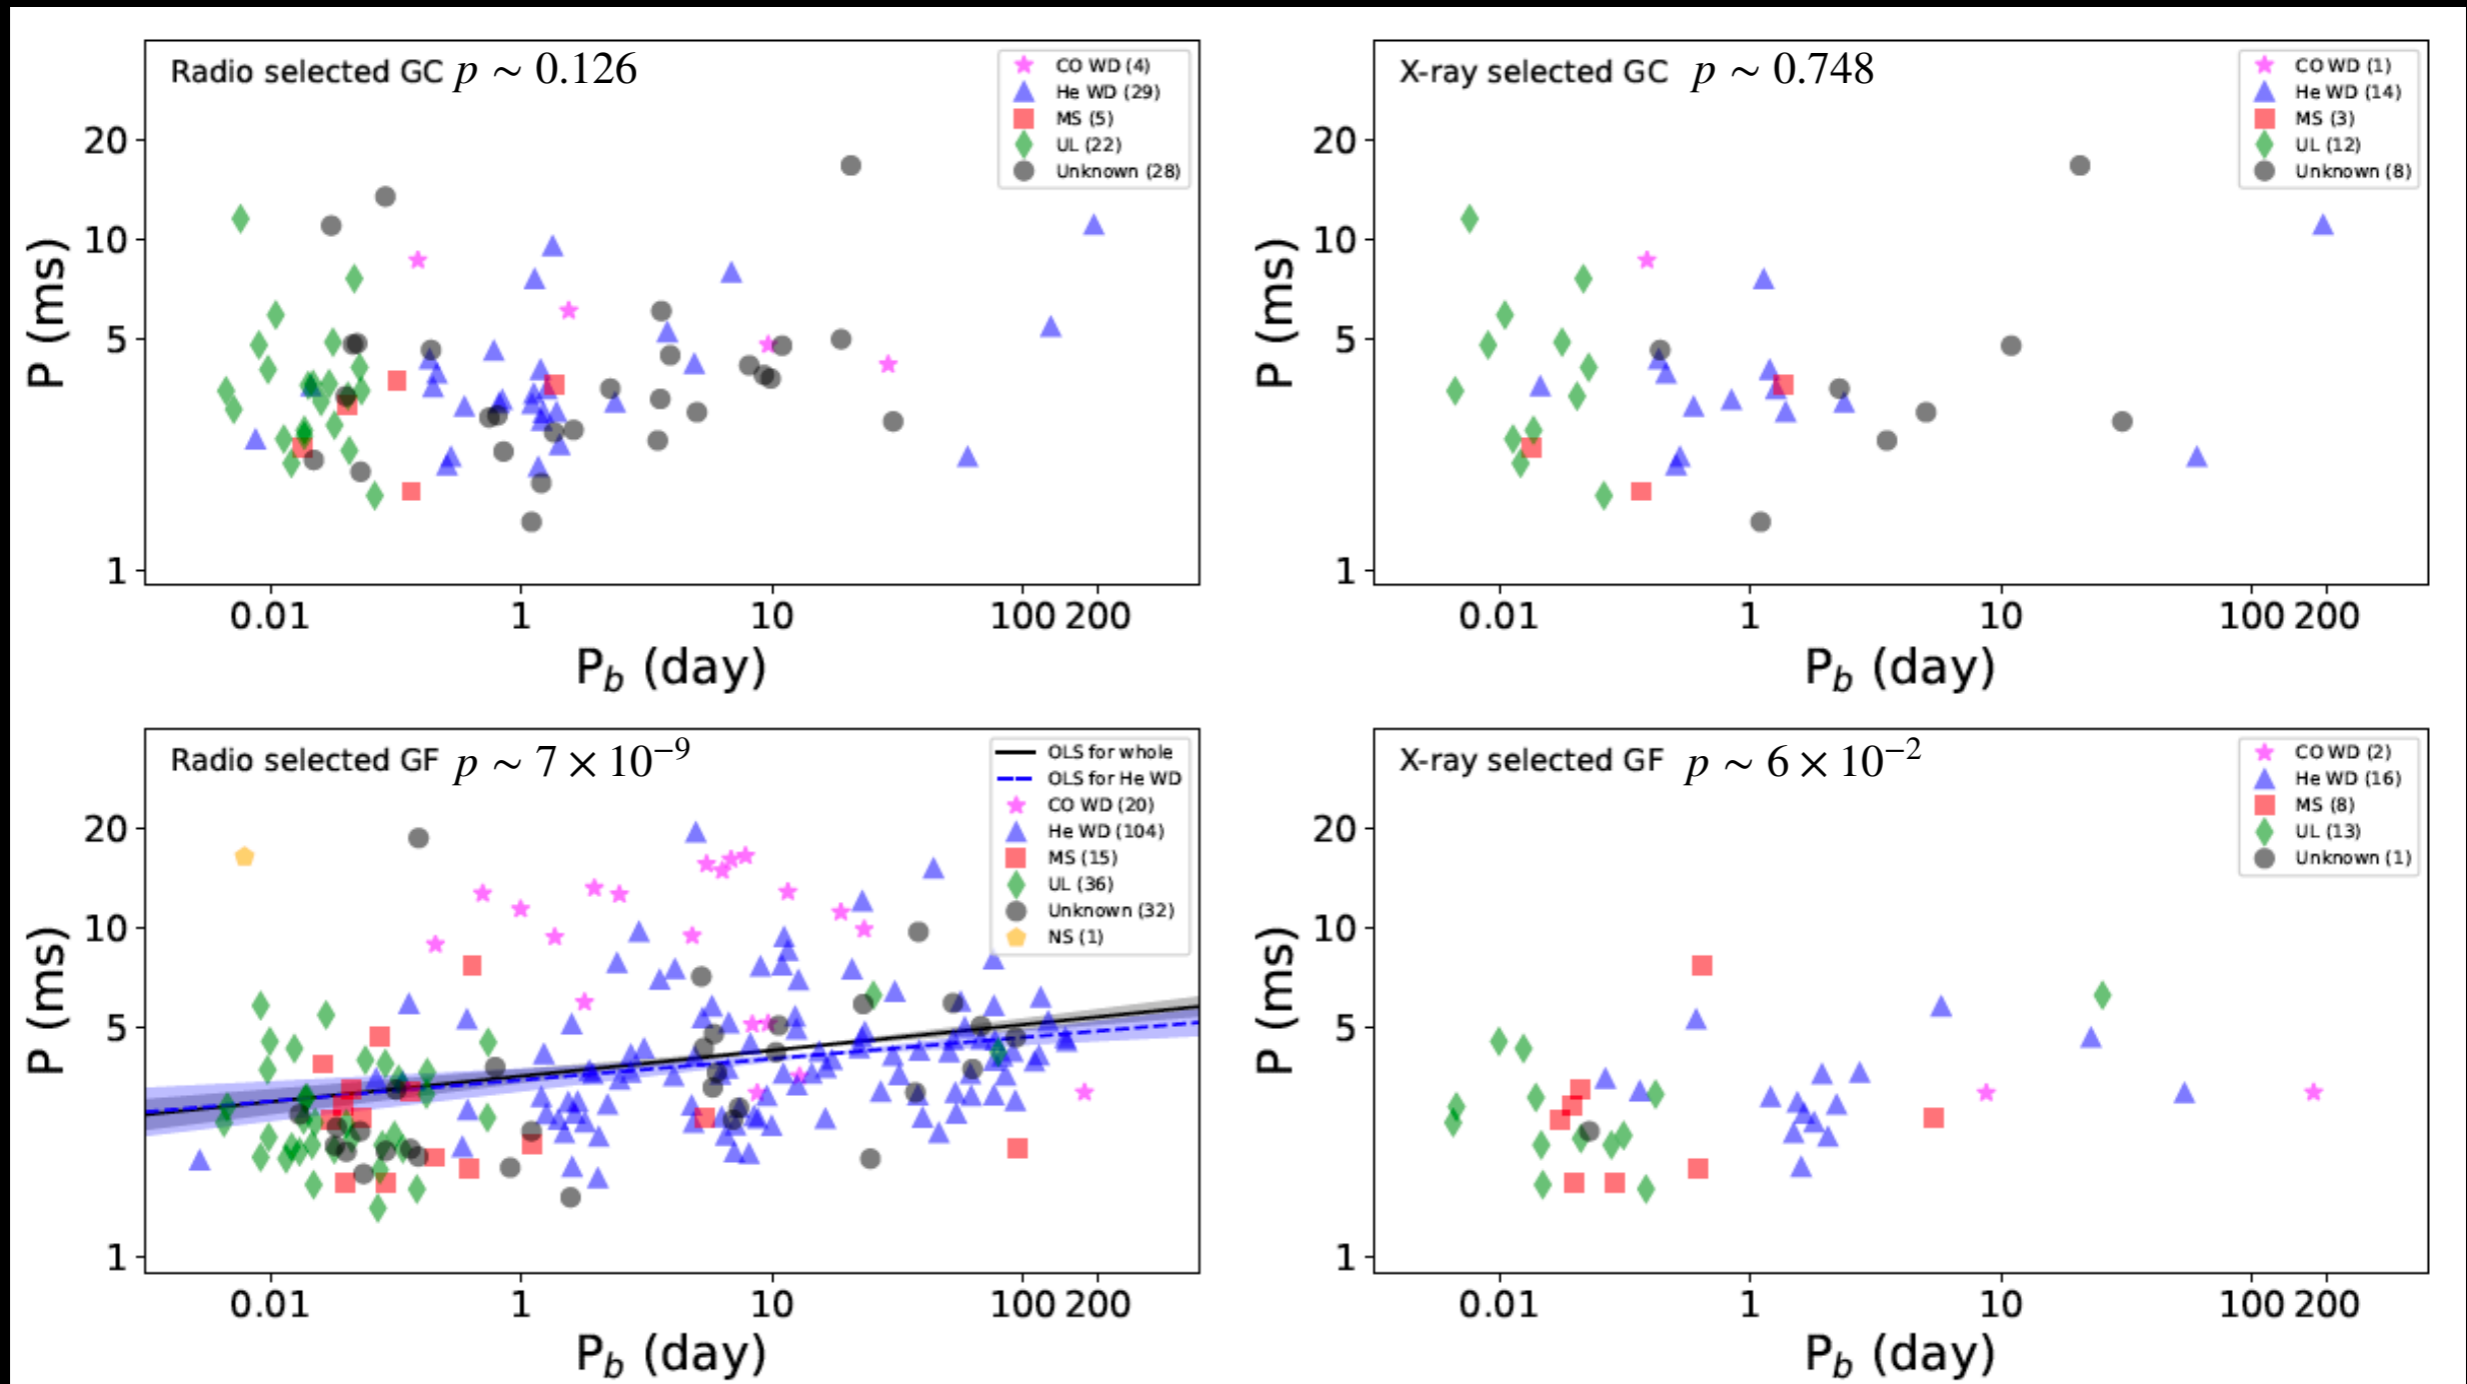 Radio selected GC p ∼ 0.126
CO WD (4)
He WD (29)
MS (5)
UL (22)
Unknown (28)
P (ms)
20
10
5
1
0.01
1
10
100
200
P_b (day)
X-ray selected GC p ∼ 0.748
CO WD (1)
He WD (14)
MS (3)
UL (12)
Unknown (8)
P (ms)
20
10
5
1
0.01
1
10
100
200
P_b (day)
Radio selected GF p ∼ 7 × 10⁻⁹
OLS for whole
OLS for He WD
CO WD (20)
He WD (104)
MS (15)
UL (36)
Unknown (32)
NS (1)
P (ms)
20
10
5
1
0.01
1
10
100
200
P_b (day)
X-ray selected GF p ∼ 6 × 10⁻²
CO WD (2)
He WD (16)
MS (8)
UL (13)
Unknown (1)
P (ms)
20
10
5
1
0.01
1
10
100
200
P_b (day)